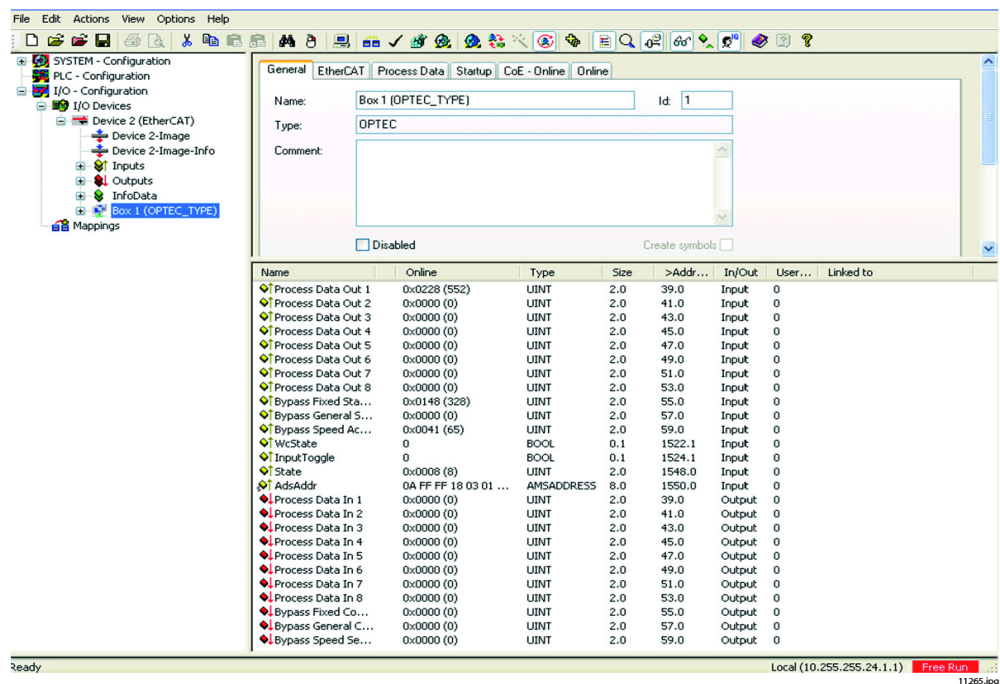 File Edit Actions View Options Help
SYSTEM - Configuration
PLC - Configuration
I/O - Configuration
I/O Devices
Device 2 (EtherCAT)
Device 2-Image
Device 2-Image-Info
Inputs
Outputs
InfoData
Box 1 (OPTEC_TYPE)
Mappings
General EtherCAT Process Data Startup CoE - Online Online
Name: Box 1 (OPTEC_TYPE) Id: 1
Type: OPTEC
Comment:
Disabled Create symbols
Name Online Type Size >Addr... In/Out User... Linked to
Process Data Out 1 0x0228 (552) UINT 2.0 39.0 Input 0
Process Data Out 2 0x0000 (0) UINT 2.0 41.0 Input 0
Process Data Out 3 0x0000 (0) UINT 2.0 43.0 Input 0
Process Data Out 4 0x0000 (0) UINT 2.0 45.0 Input 0
Process Data Out 5 0x0000 (0) UINT 2.0 47.0 Input 0
Process Data Out 6 0x0000 (0) UINT 2.0 49.0 Input 0
Process Data Out 7 0x0000 (0) UINT 2.0 51.0 Input 0
Process Data Out 8 0x0000 (0) UINT 2.0 53.0 Input 0
Bypass Fixed Sta... 0x0148 (328) UINT 2.0 55.0 Input 0
Bypass General S... 0x0000 (0) UINT 2.0 57.0 Input 0
Bypass Speed Ac... 0x0041 (65) UINT 2.0 59.0 Input 0
WcState 0 BOOL 0.1 1522.1 Input 0
InputToggle 0 BOOL 0.1 1524.1 Input 0
State 0x0008 (8) UINT 2.0 1548.0 Input 0
AdsAddr 0A FF FF 18 03 01 ... AMSADDRESS 8.0 1550.0 Input 0
Process Data In 1 0x0000 (0) UINT 2.0 39.0 Output 0
Process Data In 2 0x0000 (0) UINT 2.0 41.0 Output 0
Process Data In 3 0x0000 (0) UINT 2.0 43.0 Output 0
Process Data In 4 0x0000 (0) UINT 2.0 45.0 Output 0
Process Data In 5 0x0000 (0) UINT 2.0 47.0 Output 0
Process Data In 6 0x0000 (0) UINT 2.0 49.0 Output 0
Process Data In 7 0x0000 (0) UINT 2.0 51.0 Output 0
Process Data In 8 0x0000 (0) UINT 2.0 53.0 Output 0
Bypass Fixed Co... 0x0000 (0) UINT 2.0 55.0 Output 0
Bypass General C... 0x0000 (0) UINT 2.0 57.0 Output 0
Bypass Speed Se... 0x0000 (0) UINT 2.0 59.0 Output 0
Ready Local (10.255.255.24.1.1) Free Run
11265.jpg